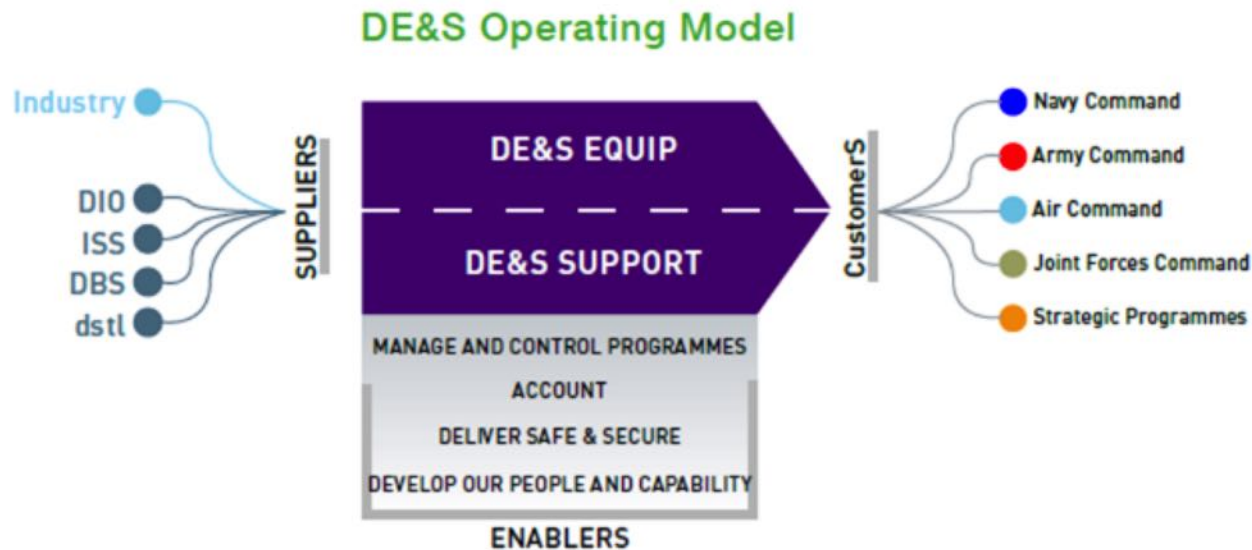 DE&S Operating Model
Industry
DIO
ISS
DBS
dstl
SUPPLIERS
DE&S EQUIP
DE&S SUPPORT
MANAGE AND CONTROL PROGRAMMES
ACCOUNT
DELIVER SAFE & SECURE
DEVELOP OUR PEOPLE AND CAPABILITY
ENABLERS
CustomerS
Navy Command
Army Command
Air Command
Joint Forces Command
Strategic Programmes